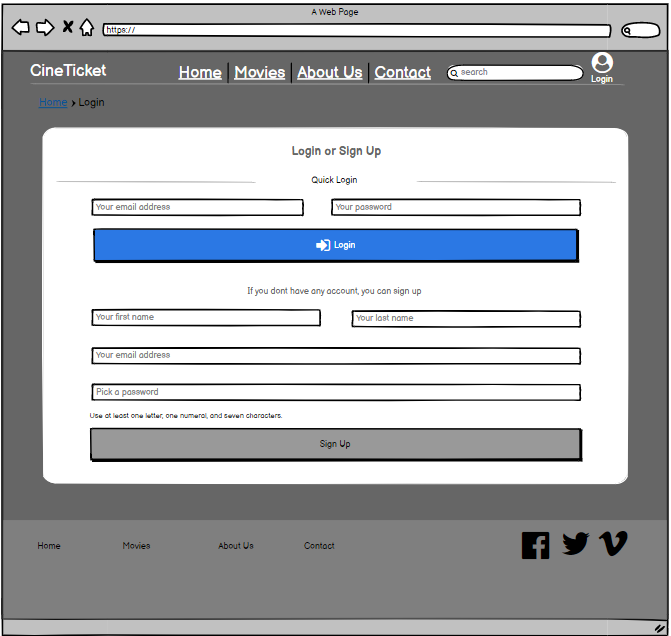 A Web Page
https://
CineTicket Home Movies About Us Contact search
Login
Home > Login
Login or Sign Up
Quick Login
Your email address Your password
Login
If you dont have any account, you can sign up
Your first name Your last name
Your email address
Pick a password
Use at least one letter, one numeral, and seven characters.
Sign Up
Home Movies About Us Contact